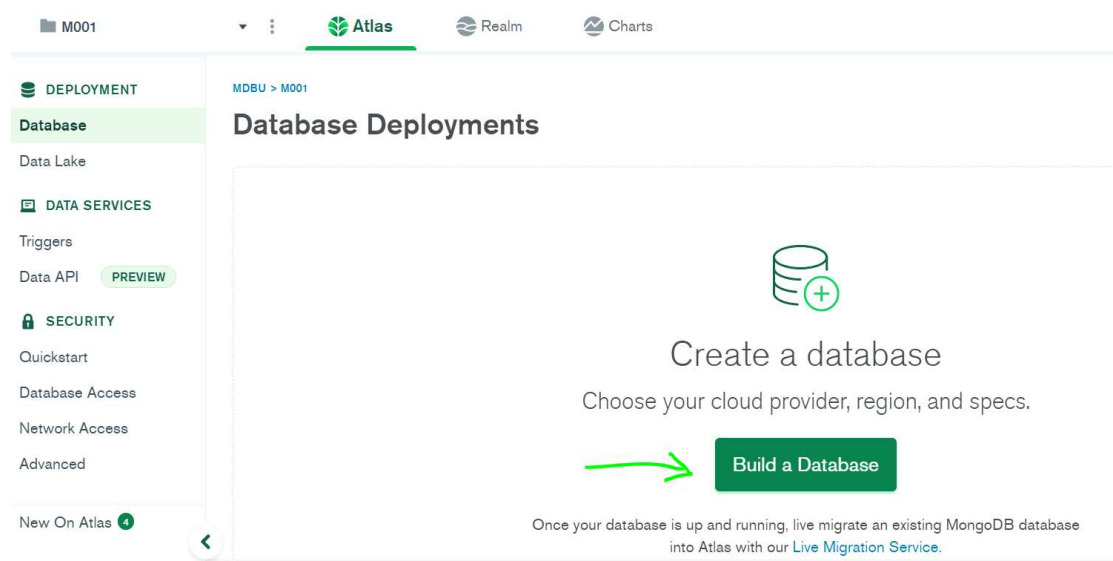 M001
Atlas
Realm
Charts
DEPLOYMENT
Database
Data Lake
DATA SERVICES
Triggers
Data API PREVIEW
SECURITY
Quickstart
Database Access
Network Access
Advanced
New On Atlas 4
MDBU > M001
Database Deployments
Create a database
Choose your cloud provider, region, and specs.
Build a Database
Once your database is up and running, live migrate an existing MongoDB database
into Atlas with our Live Migration Service.